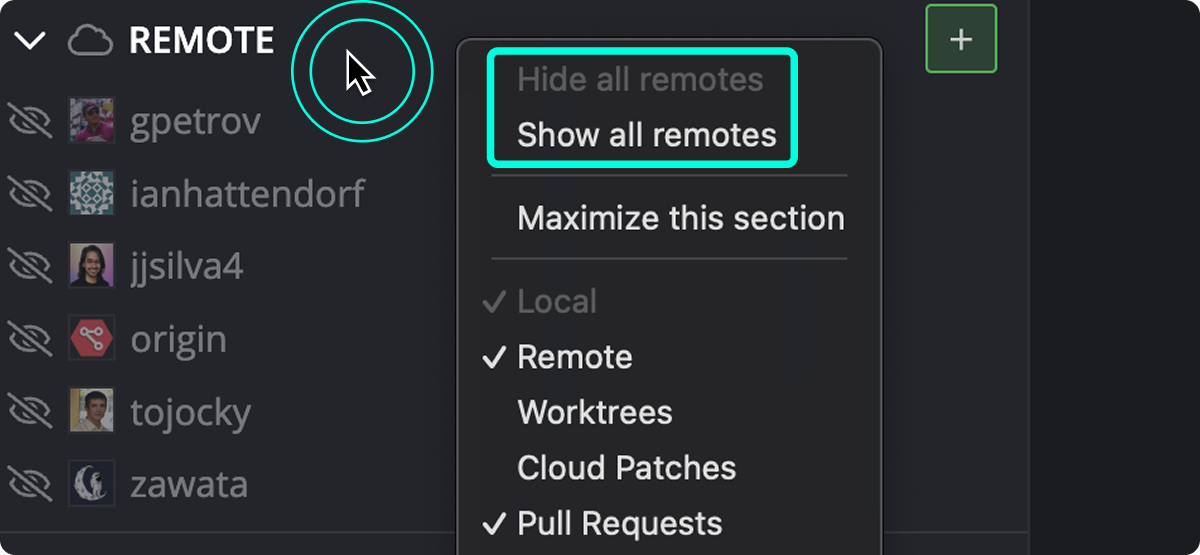 REMOTE
gpetrov
ianhattendorf
jjsilva4
origin
tojocky
zawata
+
Hide all remotes
Show all remotes
Maximize this section
✓ Local
✓ Remote
Worktrees
Cloud Patches
✓ Pull Requests